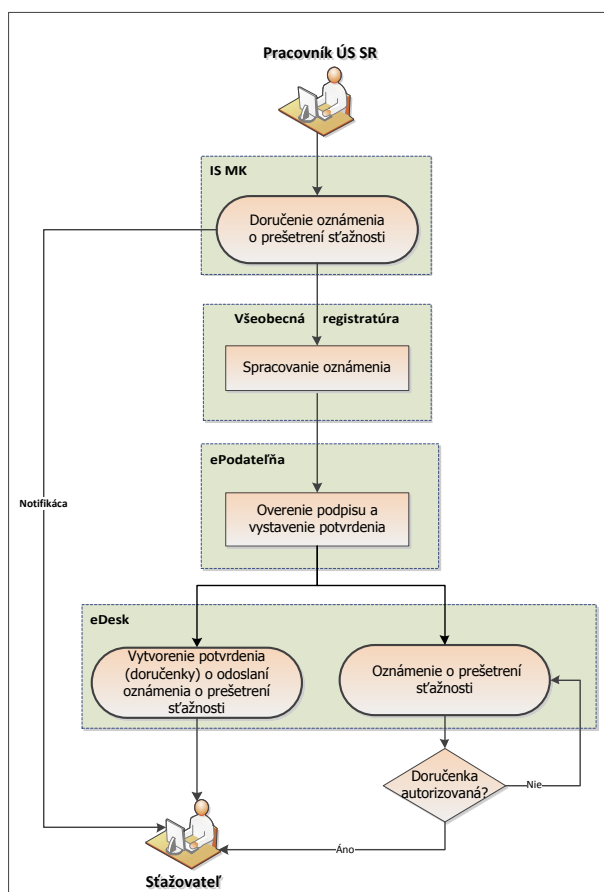 Pracovník ÚS SR
IS MK
Doručenie oznámenia
o prešetrení sťažnosti
Všeobecná registratúra
Spracovanie oznámenia
ePodateľňa
Notifikáca
Overenie podpisu a
vystavenie potvrdenia
eDesk
Vytvorenie potvrdenia
(doručenky) o odoslaní
oznámenia o prešetrení
sťažnosti
Oznámenie o prešetrení
sťažnosti
Doručenka
autorizovaná?
Nie
Áno
Sťažovateľ